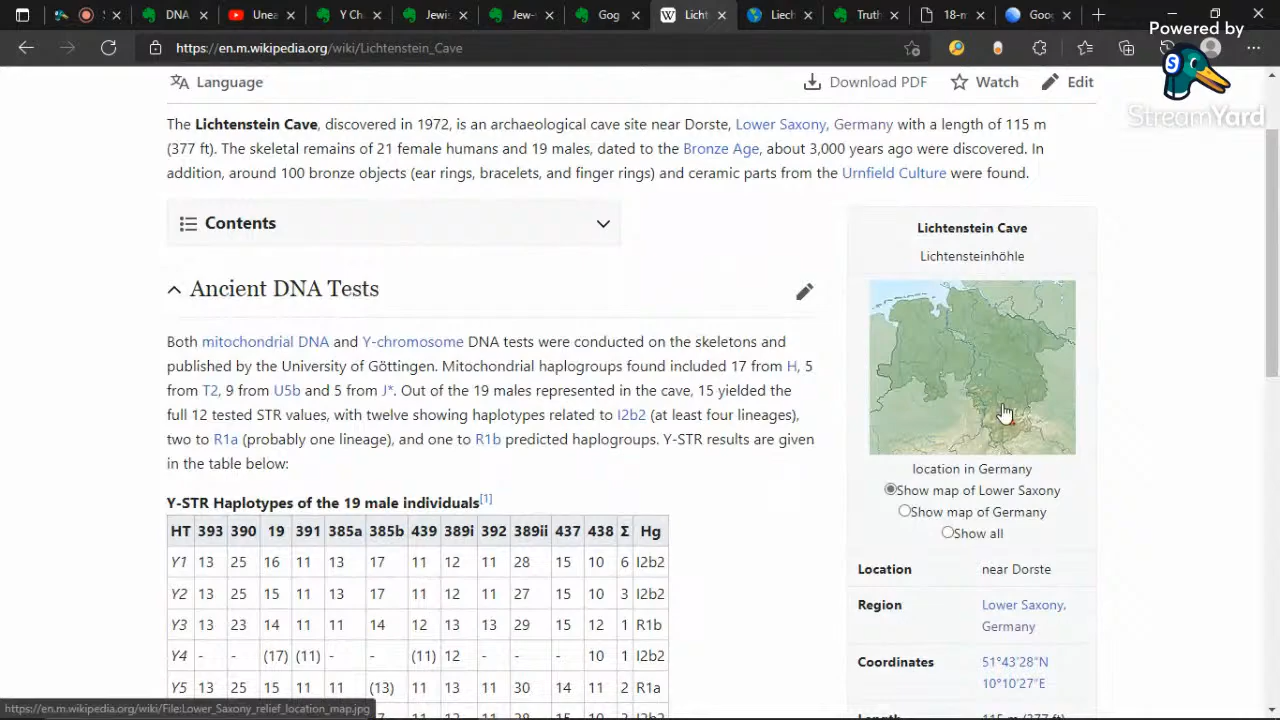 DNA
Unea
Y Ch
Jewis
Jew-
Gog
Licht
Liech
Truth
18-m
Goog
https://en.m.wikipedia.org/wiki/Lichtenstein_Cave
Powered by
StreamYard
Language
Download PDF
Watch
Edit
The Lichtenstein Cave, discovered in 1972, is an archaeological cave site near Dorste, Lower Saxony, Germany with a length of 115 m
(377 ft). The skeletal remains of 21 female humans and 19 males, dated to the Bronze Age, about 3,000 years ago were discovered. In
addition, around 100 bronze objects (ear rings, bracelets, and finger rings) and ceramic parts from the Urnfield Culture were found.
Contents
Ancient DNA Tests
Both mitochondrial DNA and Y-chromosome DNA tests were conducted on the skeletons and
published by the University of Göttingen. Mitochondrial haplogroups found included 17 from H, 5
from T2, 9 from U5b and 5 from J*. Out of the 19 males represented in the cave, 15 yielded the
full 12 tested STR values, with twelve showing haplotypes related to I2b2 (at least four lineages),
two to R1a (probably one lineage), and one to R1b predicted haplogroups. Y-STR results are given
in the table below:
Y-STR Haplotypes of the 19 male individuals[1]
HT 393 390 19 391 385a 385b 439 389i 392 389ii 437 438 Σ Hg
Y1 13 25 16 11 13 17 11 12 11 28 15 10 6 I2b2
Y2 13 25 15 11 13 17 11 12 11 27 15 10 3 I2b2
Y3 13 23 14 11 11 14 12 13 13 29 15 12 1 R1b
Y4 - - (17) (11) - - (11) 12 - - - 10 1 I2b2
Y5 13 25 15 11 11 (13) 11 13 11 30 14 11 2 R1a
Lichtenstein Cave
Lichtensteinhöhle
location in Germany
Show map of Lower Saxony
Show map of Germany
Show all
Location near Dorste
Region Lower Saxony,
Germany
Coordinates 51°43′28″N
10°10′27″E
Length 115 m (377 ft)
https://en.m.wikipedia.org/wiki/File:Lower_Saxony_relief_location_map.jpg